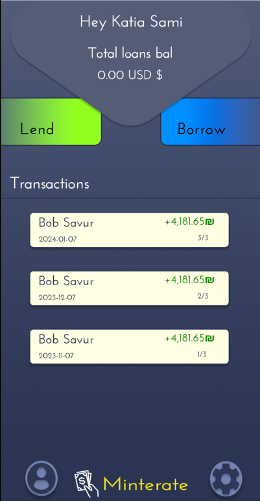 Hey Katia Sami
Total loans bal
0.00 USD $
Lend Borrow
Transactions
Bob Savur +4,181.65₪
2024-01-07 3/3
Bob Savur +4,181.65₪
2023-12-07 2/3
Bob Savur +4,181.65₪
2023-11-07 1/3
Minterate